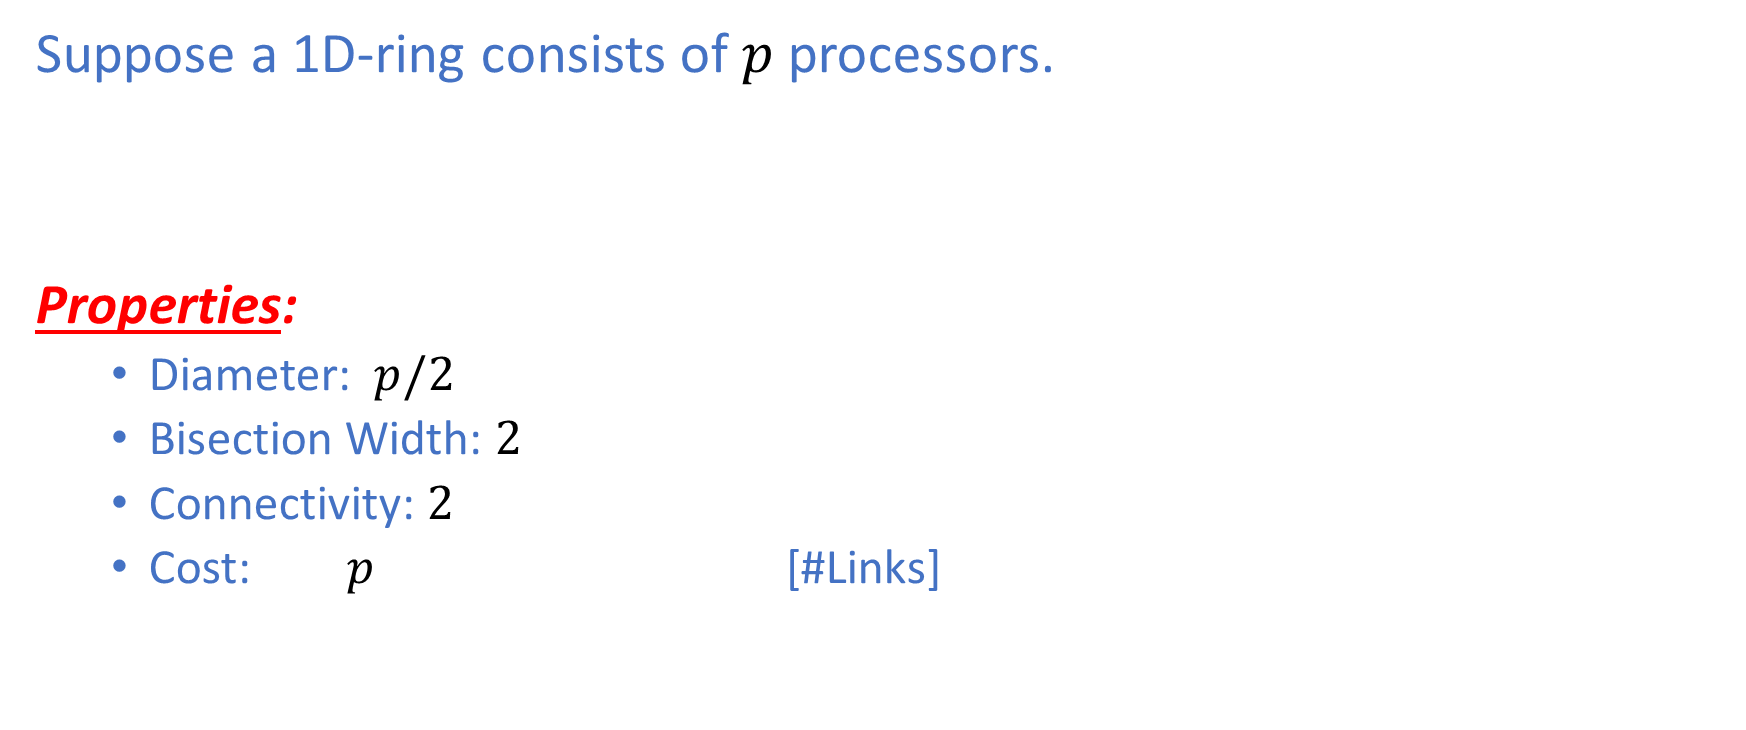 Suppose a 1D-ring consists of p processors.
Properties:
• Diameter: p/2
• Bisection Width: 2
• Connectivity: 2
• Cost: p [#Links]